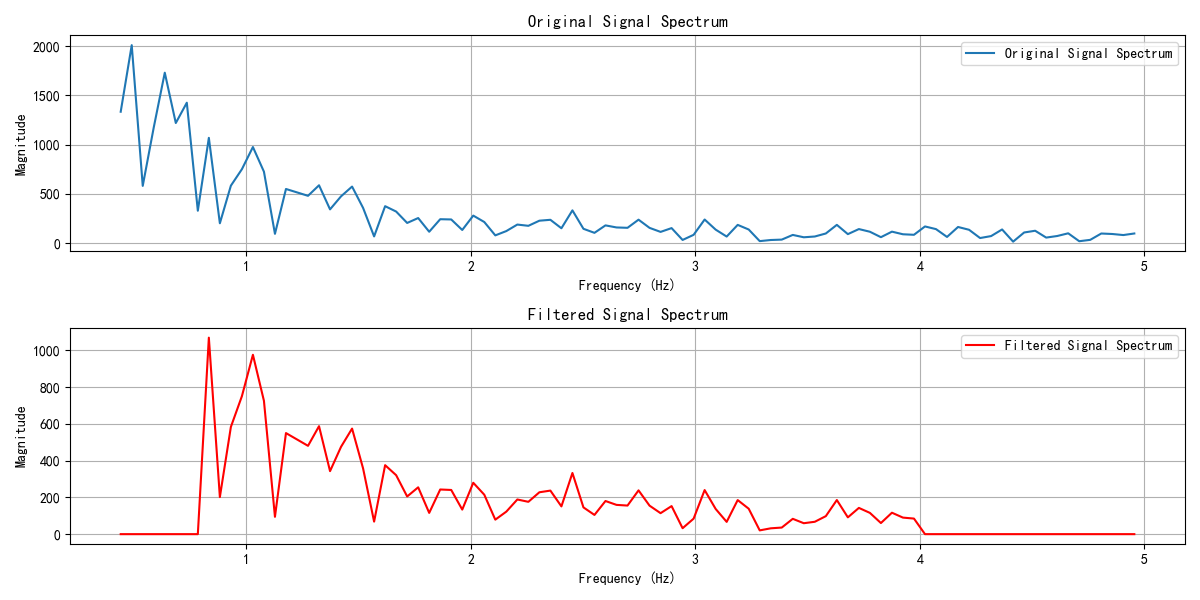 Original Signal Spectrum
2000
1500
1000
500
0
Magnitude
Original Signal Spectrum
1 2 3 4 5
Frequency (Hz)
Filtered Signal Spectrum
1000
800
600
400
200
0
Magnitude
Filtered Signal Spectrum
1 2 3 4 5
Frequency (Hz)